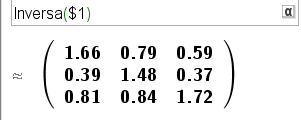 Inversa($1)
α
≈ ( 1.66 0.79 0.59
0.39 1.48 0.37
0.81 0.84 1.72 )